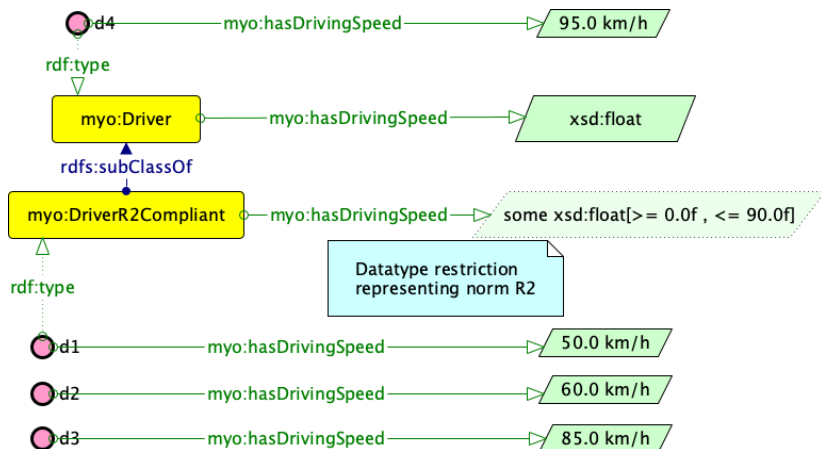 d4 myo:hasDrivingSpeed 95.0 km/h
rdf:type
myo:Driver myo:hasDrivingSpeed xsd:float
rdfs:subClassOf
myo:DriverR2Compliant myo:hasDrivingSpeed some xsd:float[>= 0.0f , <= 90.0f]
Datatype restriction
representing norm R2
rdf:type
d1 myo:hasDrivingSpeed 50.0 km/h
d2 myo:hasDrivingSpeed 60.0 km/h
d3 myo:hasDrivingSpeed 85.0 km/h